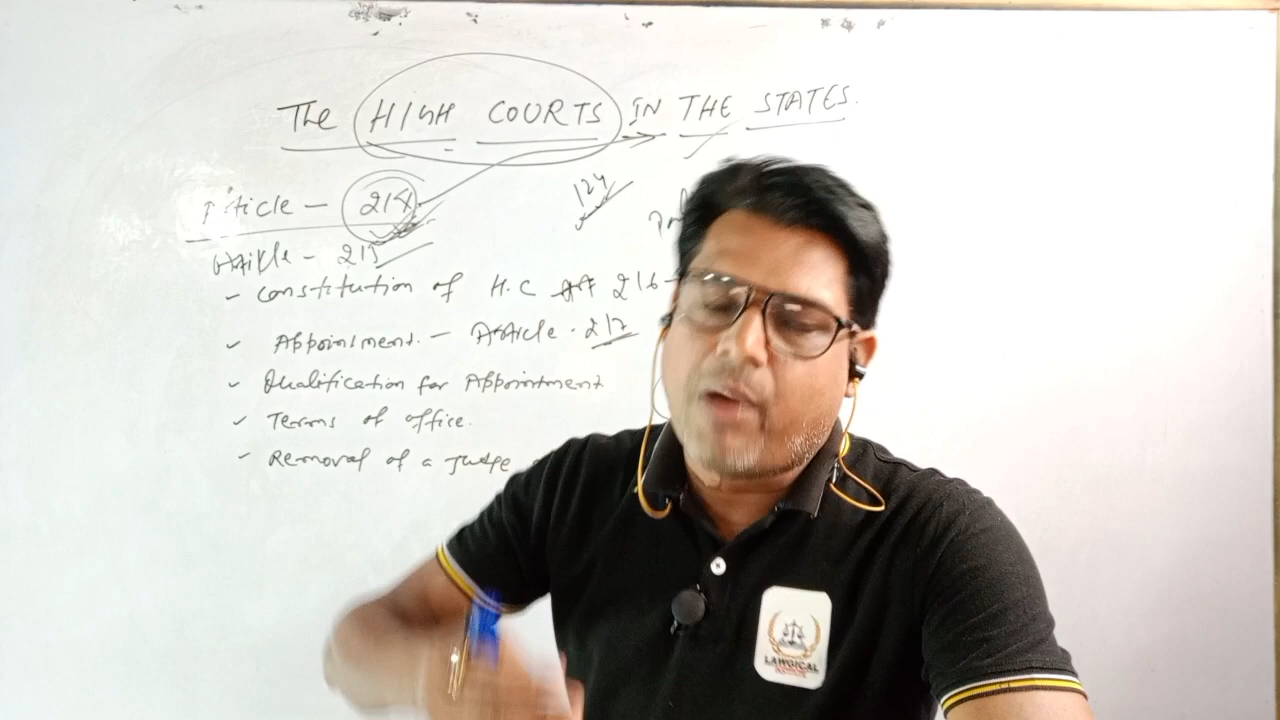 The HIGH COURTS IN THE STATES.
Article - 214
124
Article - 215
- Constitution of H.C Art 216
- Appointment. - Article. 217
- Qualification for Appointment
- Terms of office.
- Removal of a Judge
LAWGICAL